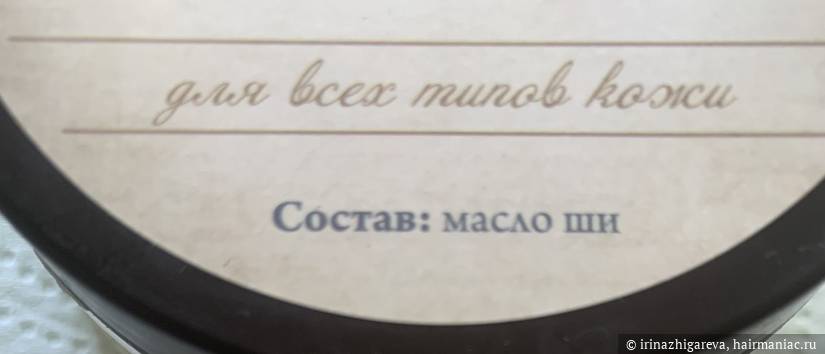 для всех типов кожи
Состав: масло ши
© irinazhigareva, hairmaniac.ru